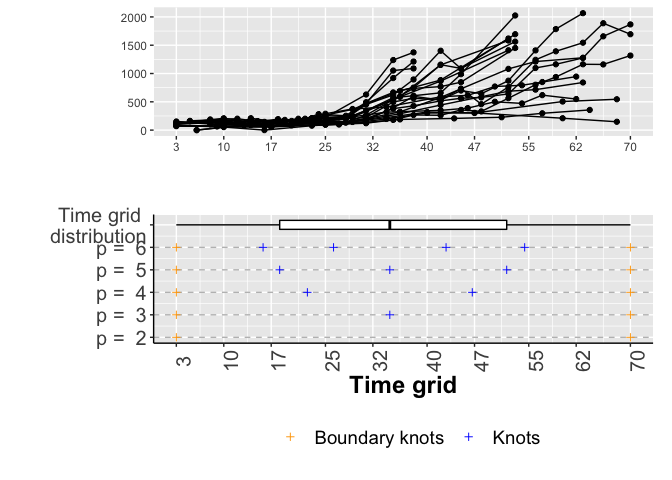 2000
1500
1000
500
0
3 10 17 25 32 40 47 55 62 70
Time grid
distribution
p = 6
p = 5
p = 4
p = 3
p = 2
3 10 17 25 32 40 47 55 62 70
Time grid
Boundary knots Knots